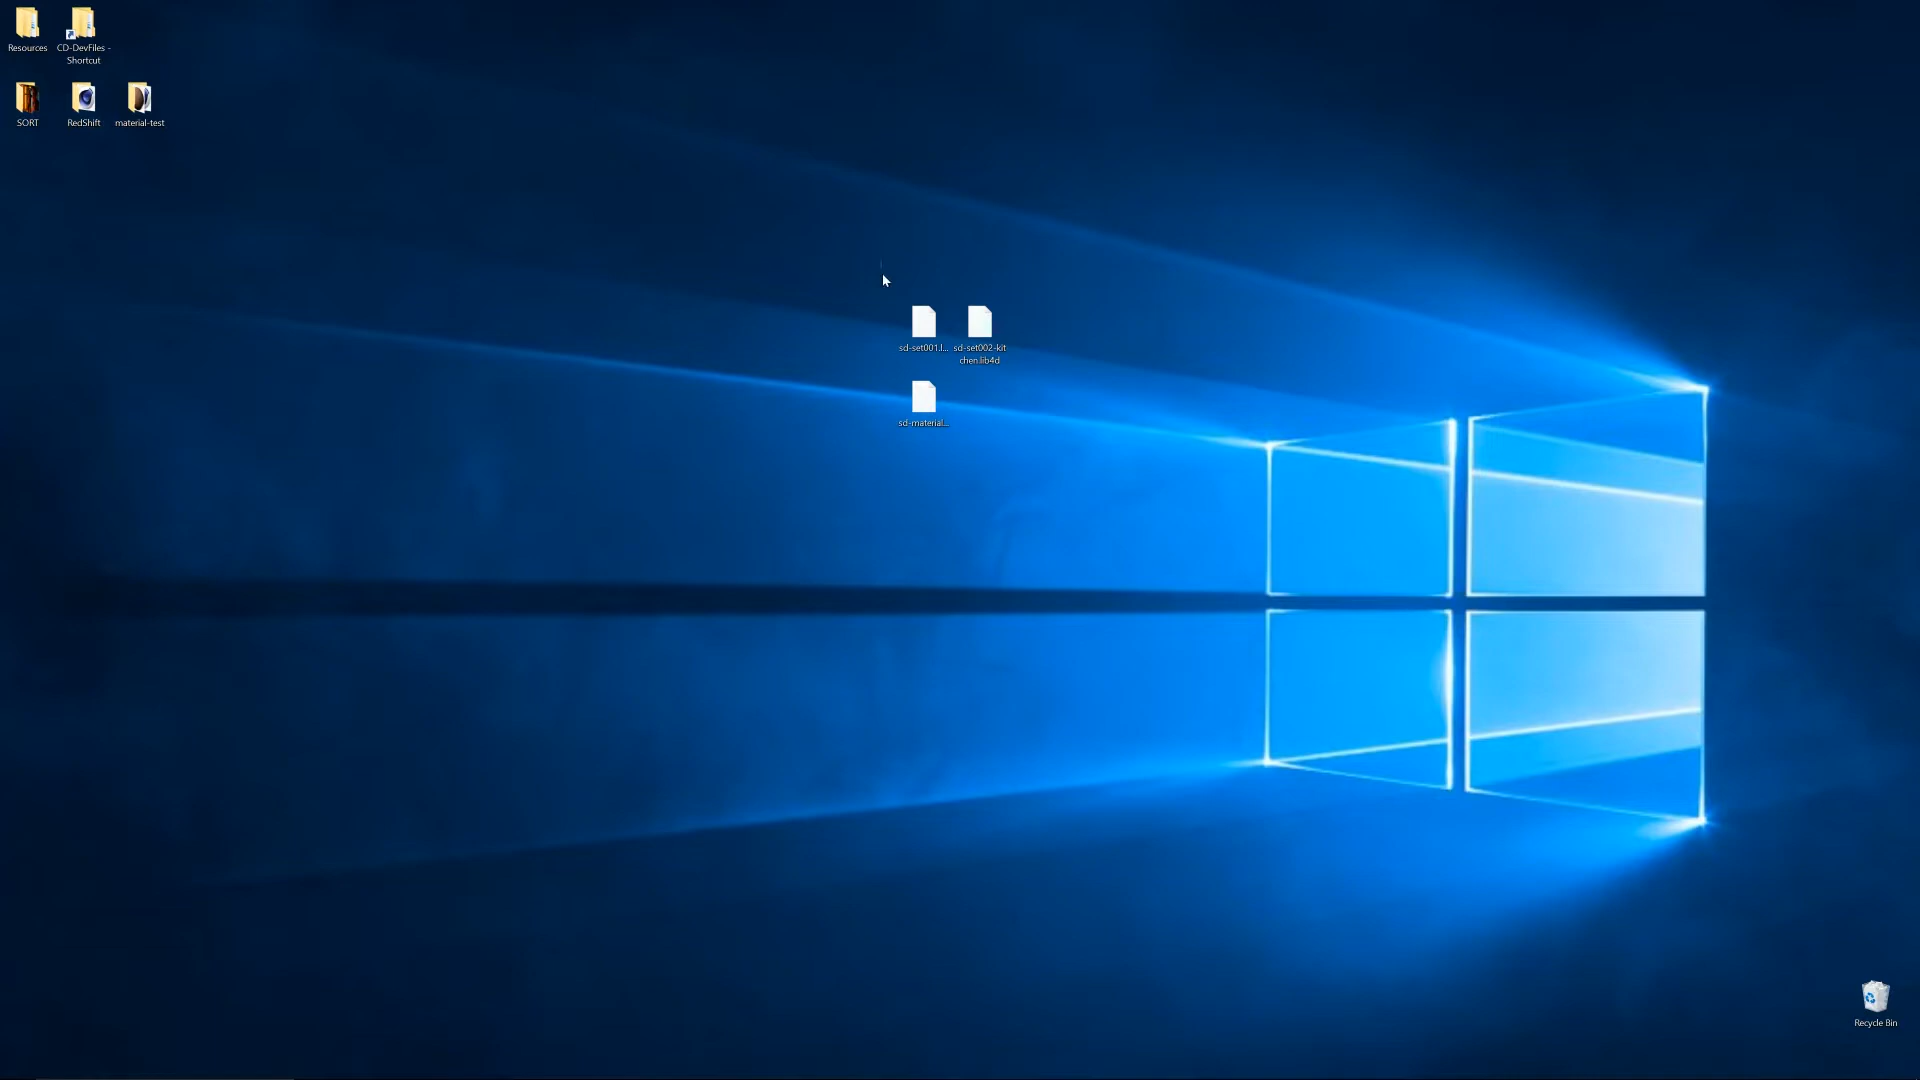 Resources
CD-DevFiles -
Shortcut
SORT
RedShift
material-test
sd-set001.l...
sd-set002-kit
chen.lib4d
sd-material...
Recycle Bin